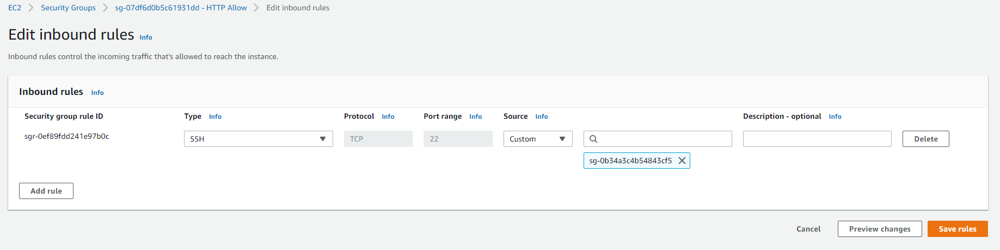 EC2 > Security Groups > sg-07df6d0b5c61931dd - HTTP Allow > Edit inbound rules
Edit inbound rules Info
Inbound rules control the incoming traffic that's allowed to reach the instance.
Inbound rules Info
Security group rule ID Type Info Protocol Info Port range Info Source Info Description - optional Info
sgr-0ef89fdd241e97b0c SSH TCP 22 Custom Delete
sg-0b34a3c4b54843cf5
Add rule
Cancel Preview changes Save rules